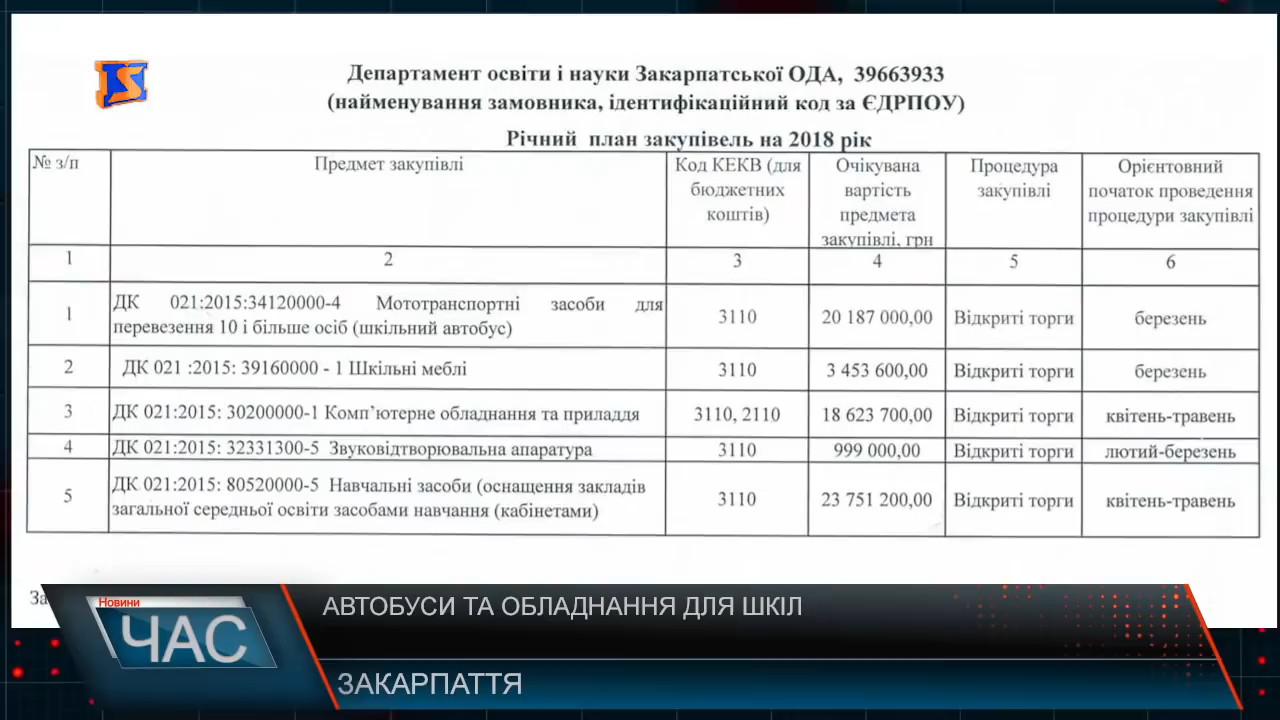 Департамент освіти і науки Закарпатської ОДА, 39663933
(найменування замовника, ідентифікаційний код за ЄДРПОУ)
Річний план закупівель на 2018 рік
№ з/п
Предмет закупівлі
Код КЕКВ (для
бюджетних
коштів)
Очікувана
вартість
предмета
закупівлі, грн
Процедура
закупівлі
Орієнтовний
початок проведення
процедури закупівлі
1 2 3 4 5 6
1
ДК 021:2015:34120000-4 Мототранспортні засоби для
перевезення 10 і більше осіб (шкільний автобус)
3110
20 187 000,00
Відкриті торги
березень
2 ДК 021 :2015: 39160000 - 1 Шкільні меблі 3110 3 453 600,00 Відкриті торги березень
3 ДК 021:2015: 30200000-1 Комп’ютерне обладнання та приладдя 3110, 2110 18 623 700,00 Відкриті торги квітень-травень
4 ДК 021:2015: 32331300-5 Звуковідтворювальна апаратура 3110 999 000,00 Відкриті торги лютий-березень
5
ДК 021:2015: 80520000-5 Навчальні засоби (оснащення закладів
загальної середньої освіти засобами навчання (кабінетами)
3110
23 751 200,00
Відкриті торги
квітень-травень
Новини
ЧАС
АВТОБУСИ ТА ОБЛАДНАННЯ ДЛЯ ШКІЛ
ЗАКАРПАТТЯ